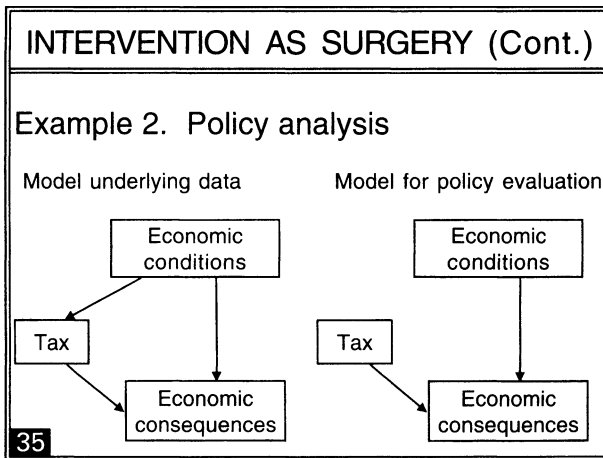 INTERVENTION AS SURGERY (Cont.)
Example 2. Policy analysis
Model underlying data
Economic
conditions
Tax
Economic
consequences
Model for policy evaluation
Economic
conditions
Tax
Economic
consequences
35